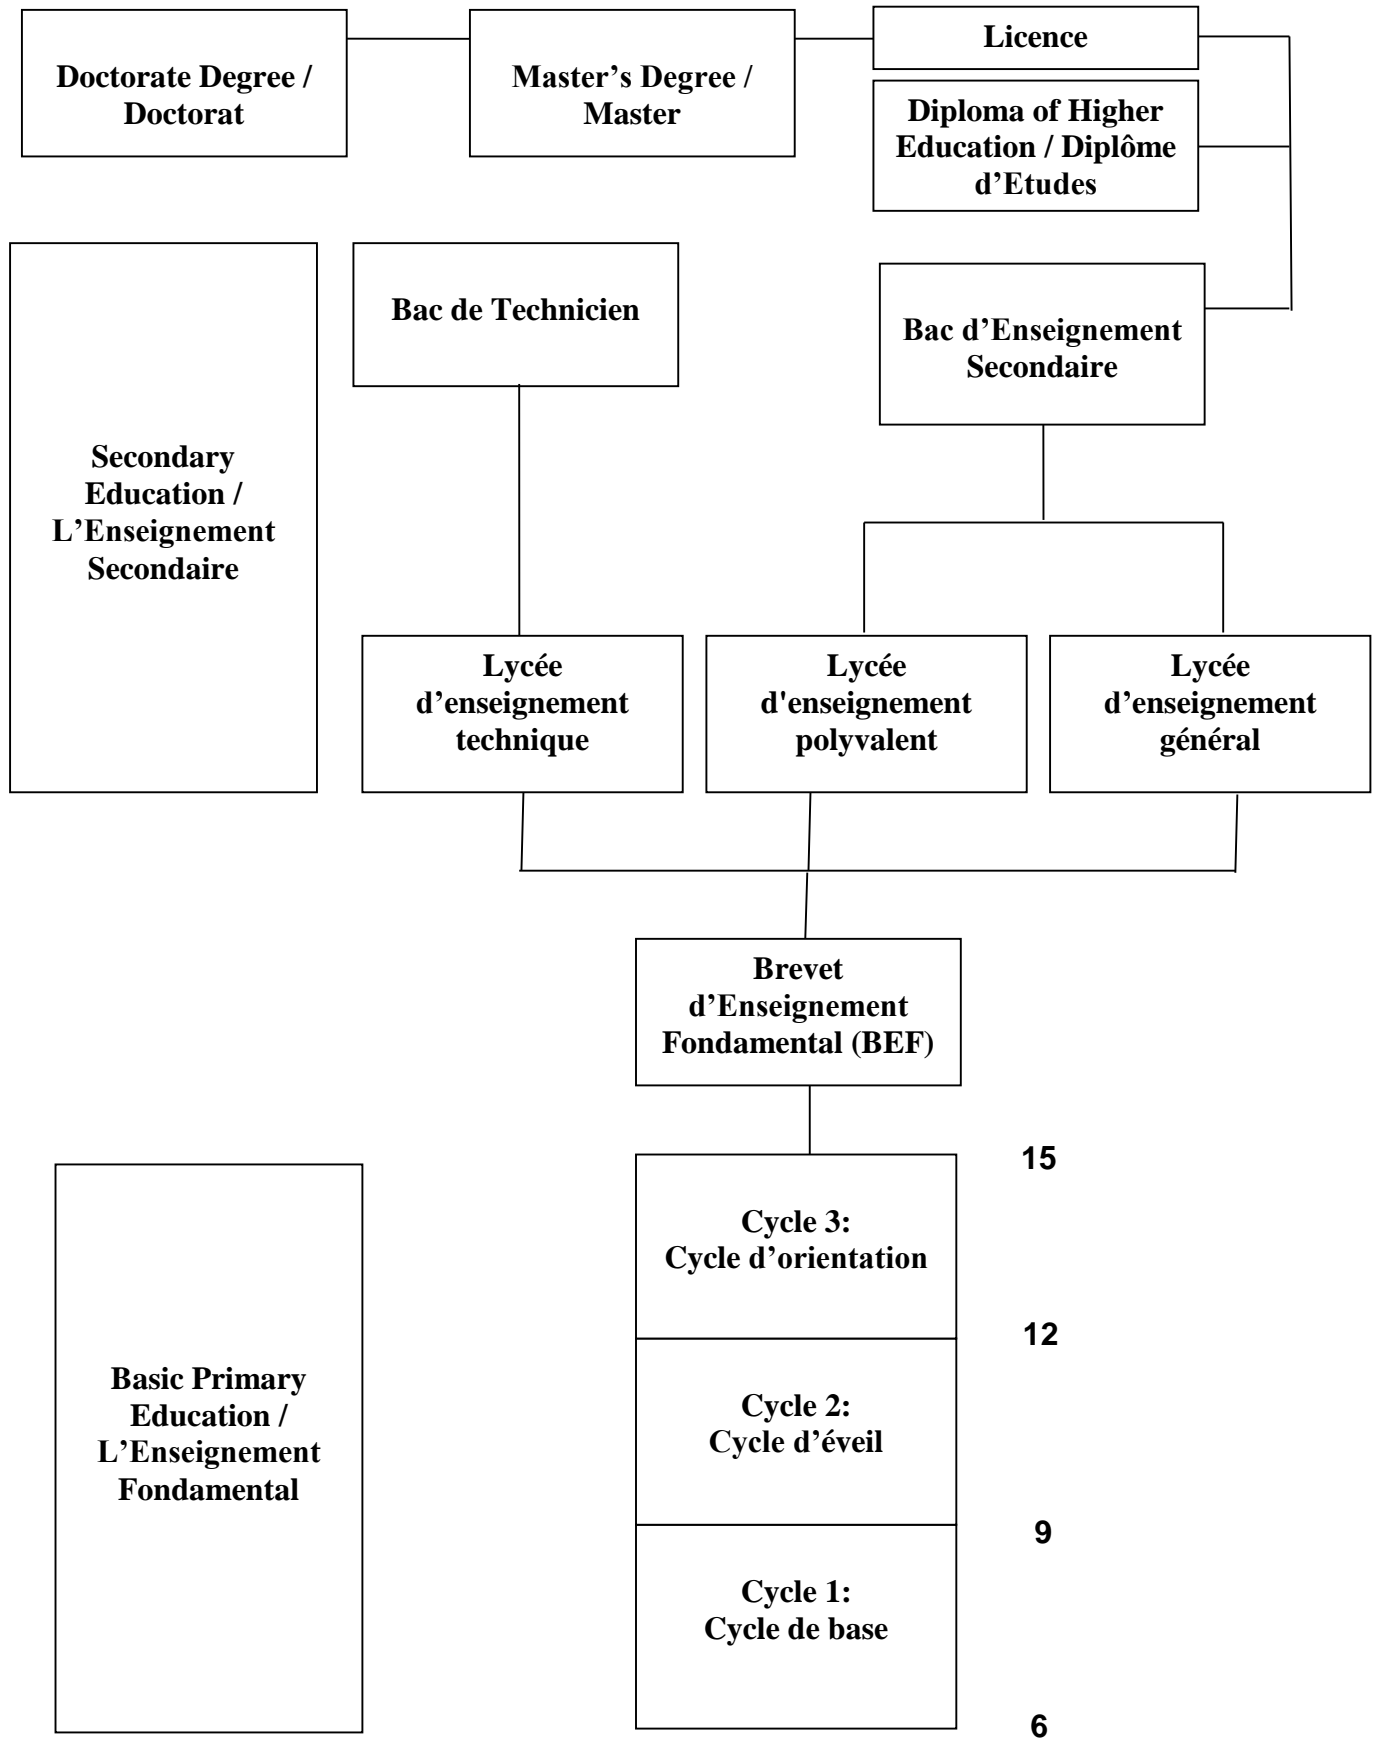 Doctorate Degree /
Doctorat
Master’s Degree /
Master
Licence
Diploma of Higher
Education / Diplôme
d’Etudes
Secondary
Education /
L’Enseignement
Secondaire
Bac de Technicien
Bac d’Enseignement
Secondaire
Lycée
d’enseignement
technique
Lycée
d'enseignement
polyvalent
Lycée
d’enseignement
général
Brevet
d’Enseignement
Fondamental (BEF)
Basic Primary
Education /
L’Enseignement
Fondamental
15
Cycle 3:
Cycle d’orientation
12
Cycle 2:
Cycle d’éveil
9
Cycle 1:
Cycle de base
6